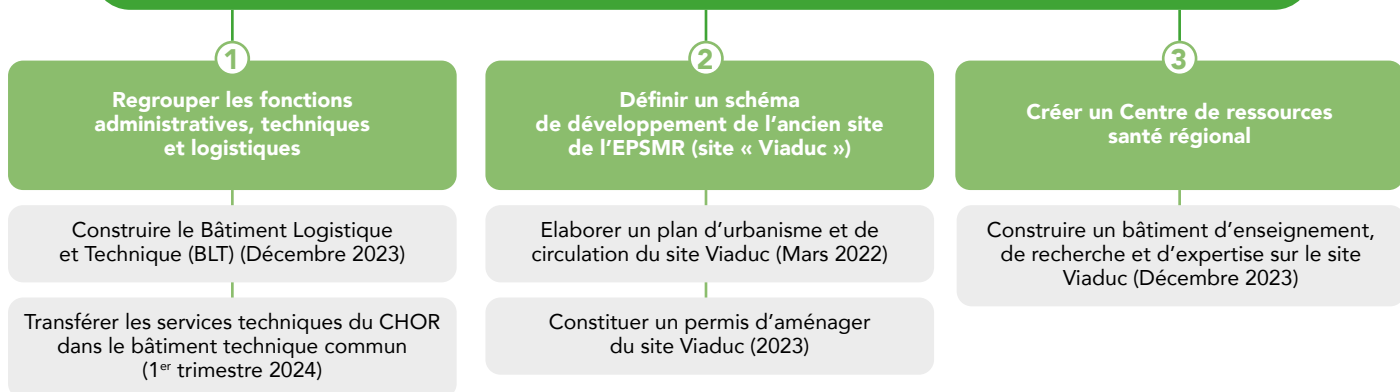 1
Regrouper les fonctions
administratives, techniques
et logistiques
Construire le Bâtiment Logistique
et Technique (BLT) (Décembre 2023)
Transférer les services techniques du CHOR
dans le bâtiment technique commun
(1er trimestre 2024)
2
Définir un schéma
de développement de l’ancien site
de l’EPSMR (site « Viaduc »)
Elaborer un plan d’urbanisme et de
circulation du site Viaduc (Mars 2022)
Constituer un permis d’aménager
du site Viaduc (2023)
3
Créer un Centre de ressources
santé régional
Construire un bâtiment d’enseignement,
de recherche et d’expertise sur le site
Viaduc (Décembre 2023)